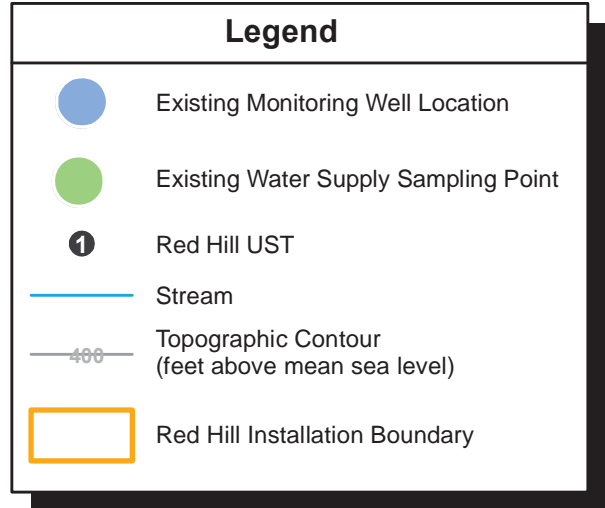 Legend
Existing Monitoring Well Location
Existing Water Supply Sampling Point
1 Red Hill UST
Stream
400 Topographic Contour
(feet above mean sea level)
Red Hill Installation Boundary